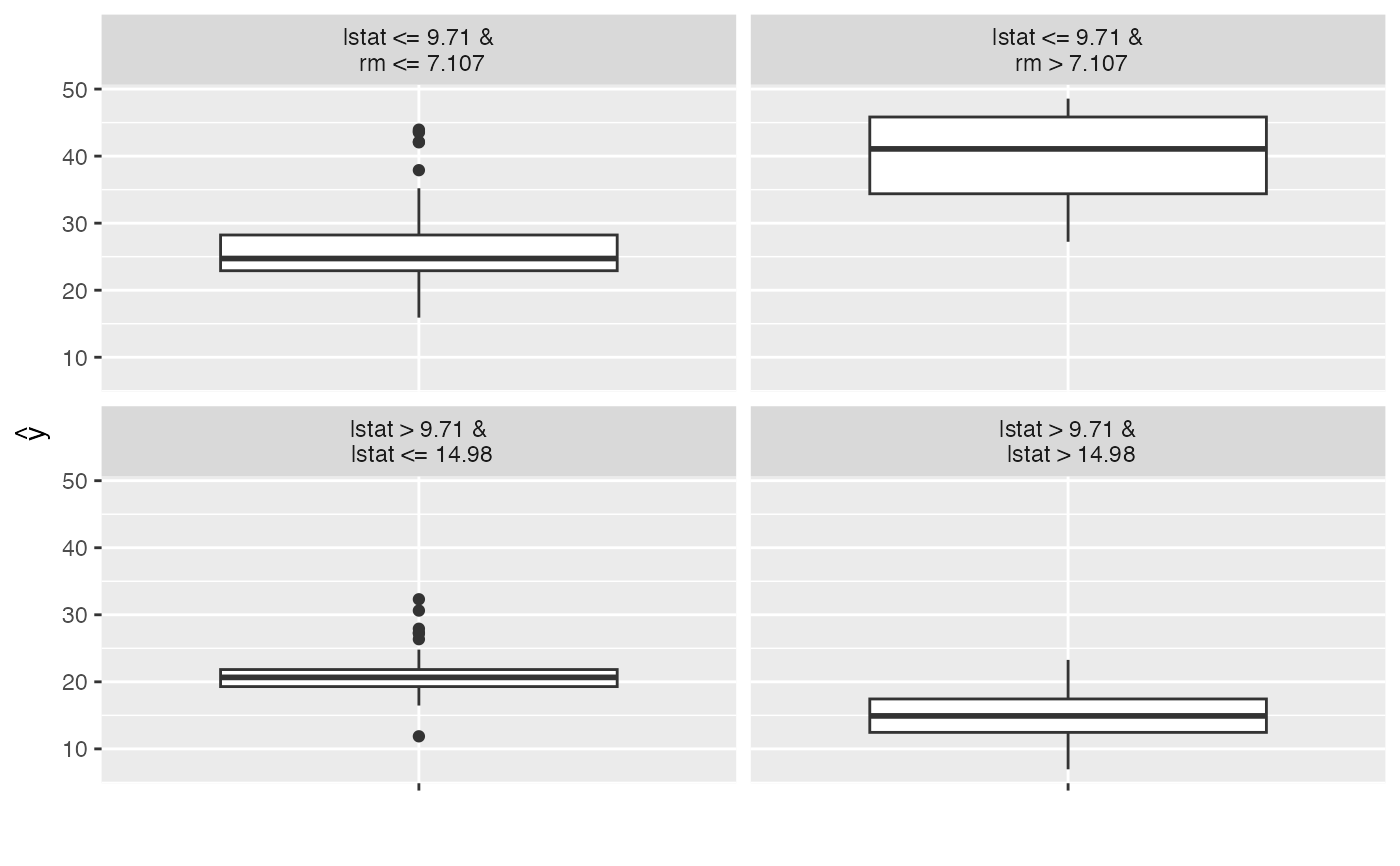 lstat <= 9.71 &
rm <= 7.107
lstat <= 9.71 &
rm > 7.107
50
40
30
20
10
ŷ
lstat > 9.71 &
lstat <= 14.98
lstat > 9.71 &
lstat > 14.98
50
40
30
20
10